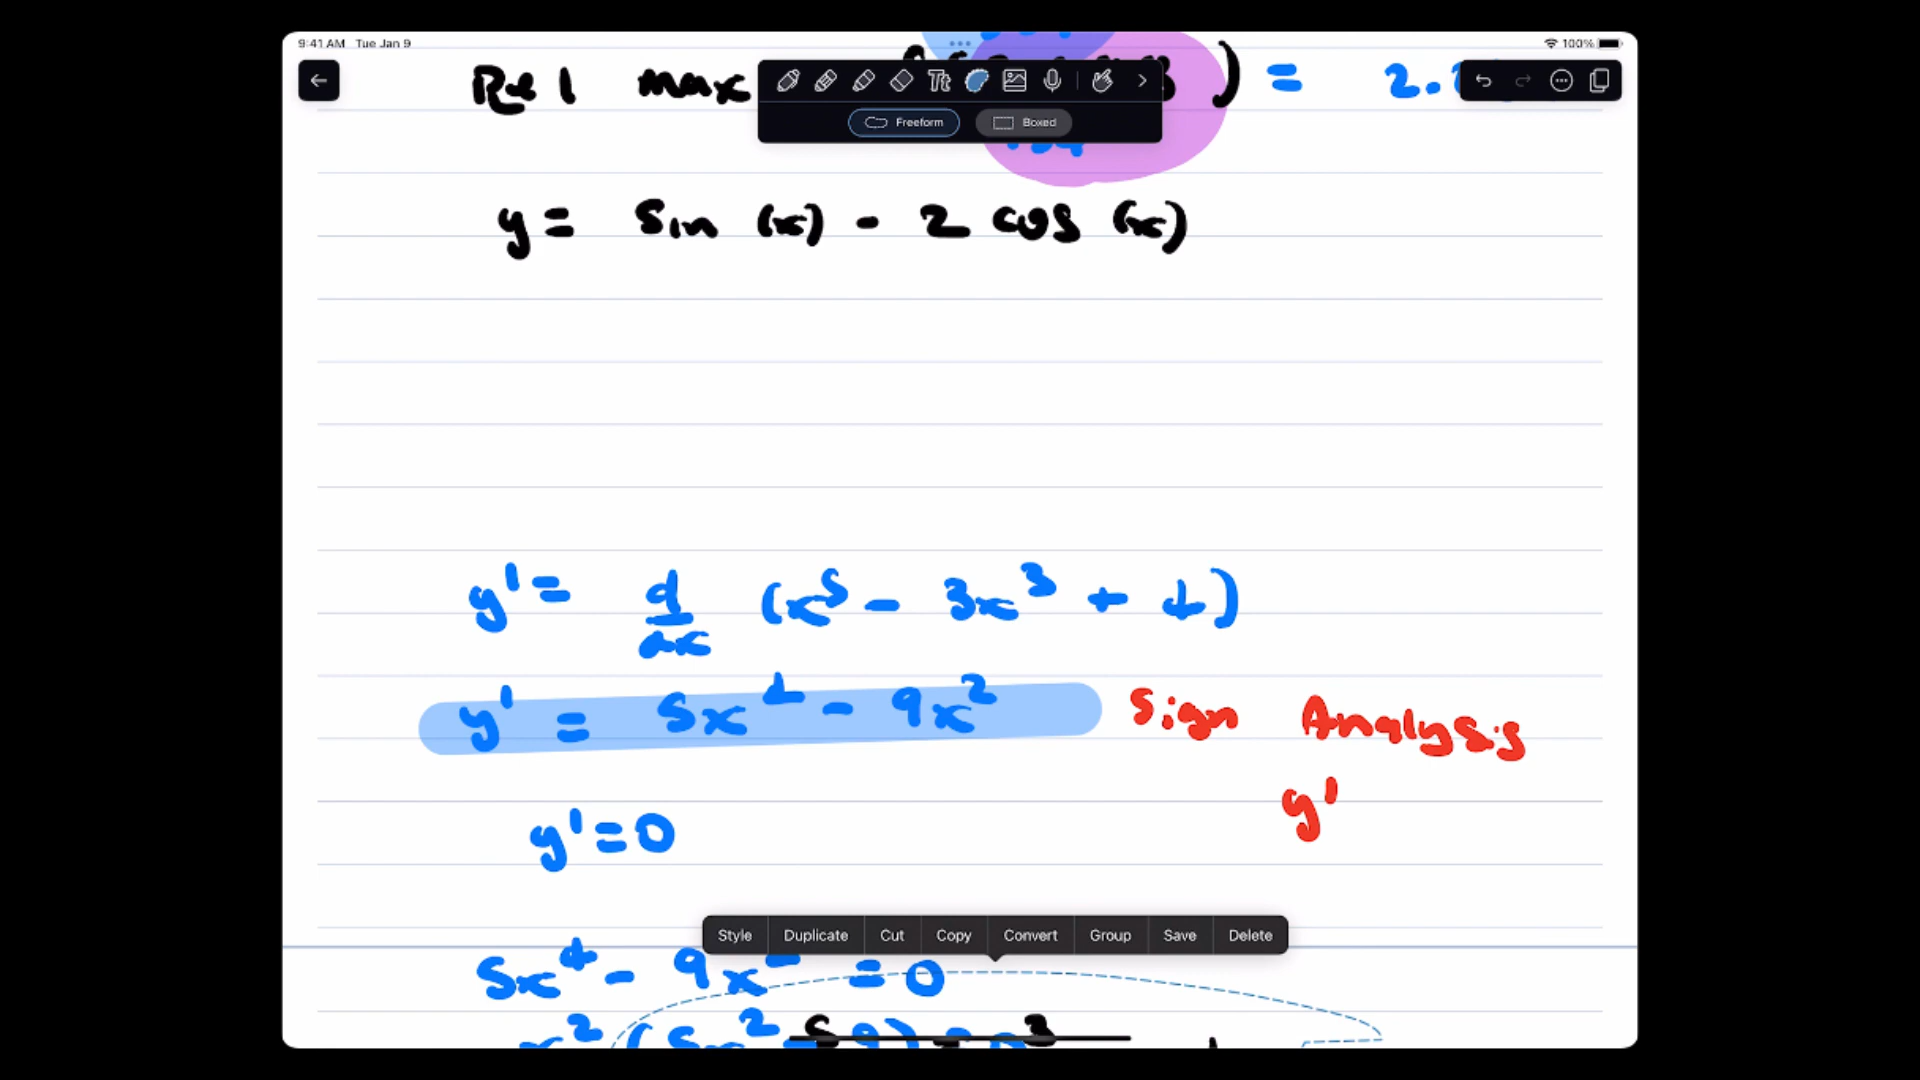 9:41 AM Tue Jan 9
100%
Rel max ) = 2.
Freeform Boxed
y = sin (x) - 2 cos (x)
y' = d/dx (x^5 - 3x^3 + 1)
y' = 5x^4 - 9x^2 Sign Analysis
y'
y' = 0
Style Duplicate Cut Copy Convert Group Save Delete
5x^4 - 9x^2 = 0